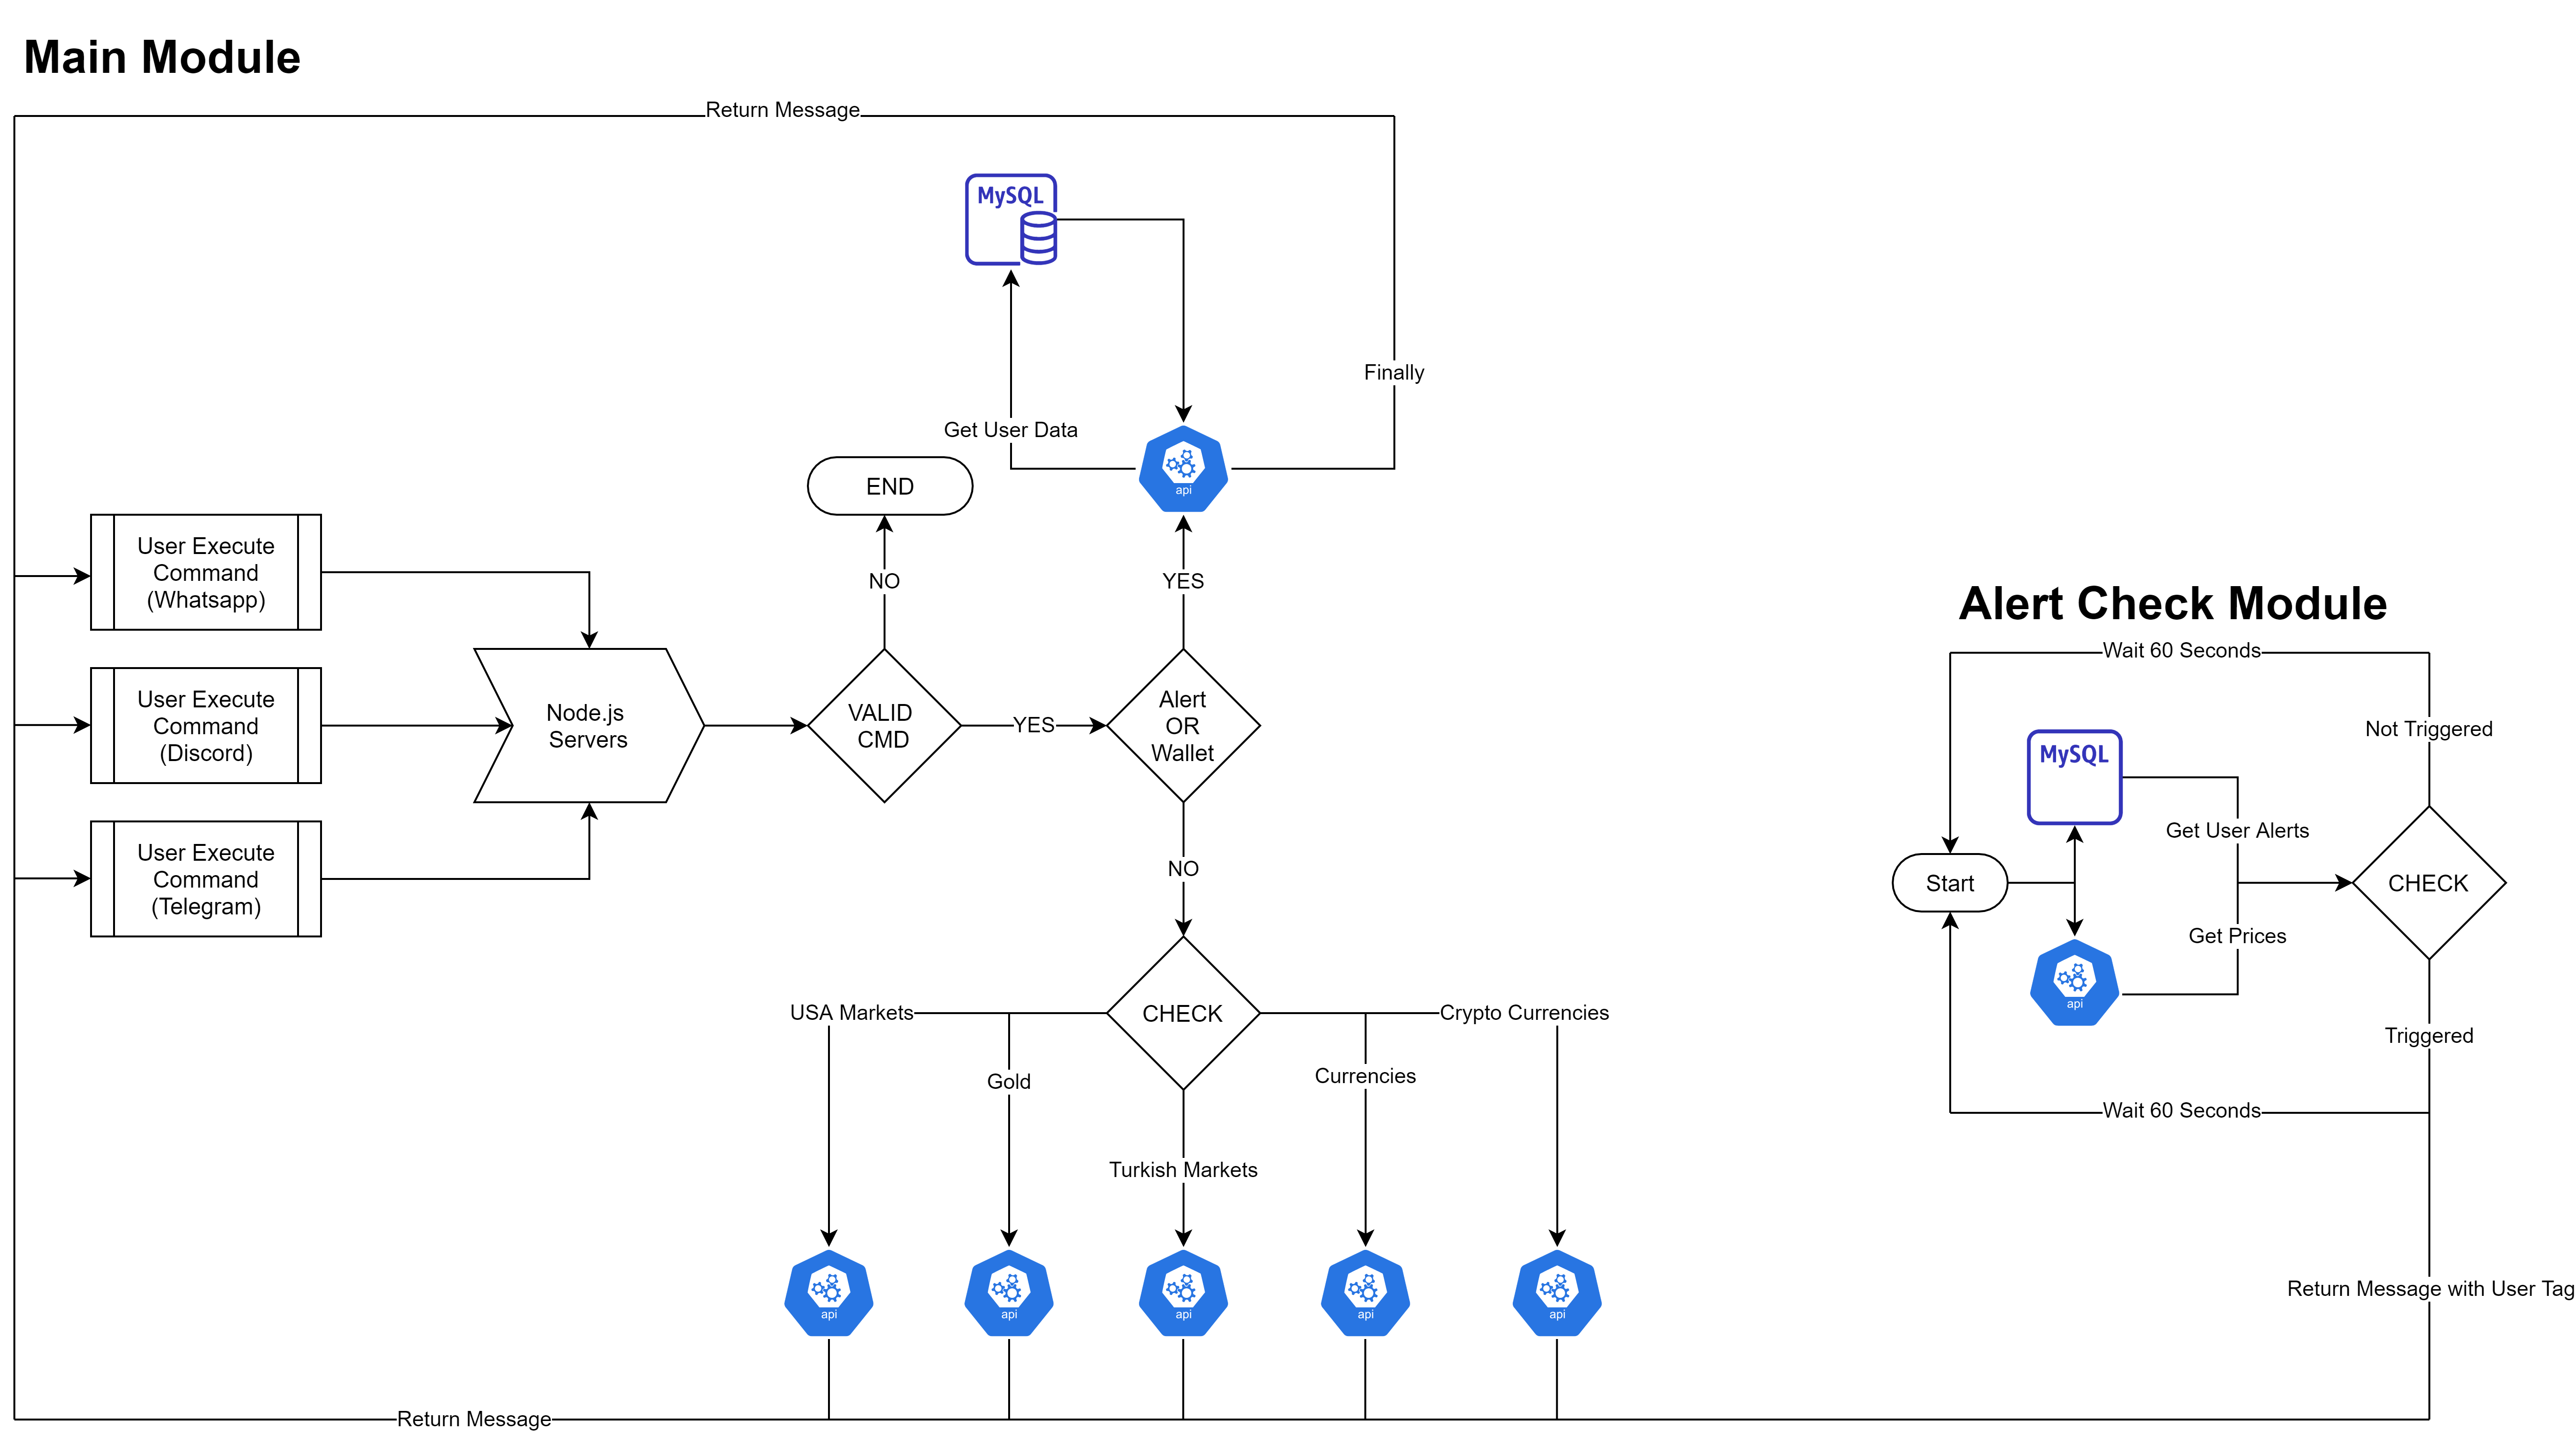 Main Module
Return Message
MySQL
Finally
Get User Data
api
END
User Execute
Command
(Whatsapp)
NO
YES
User Execute
Command
(Discord)
Node.js
Servers
VALID
CMD
YES
Alert
OR
Wallet
User Execute
Command
(Telegram)
NO
USA Markets
CHECK
Crypto Currencies
Gold
Currencies
Turkish Markets
api
api
api
api
api
Return Message
Alert Check Module
Wait 60 Seconds
Not Triggered
MySQL
Get User Alerts
Start
CHECK
Get Prices
api
Triggered
Wait 60 Seconds
Return Message with User Tag